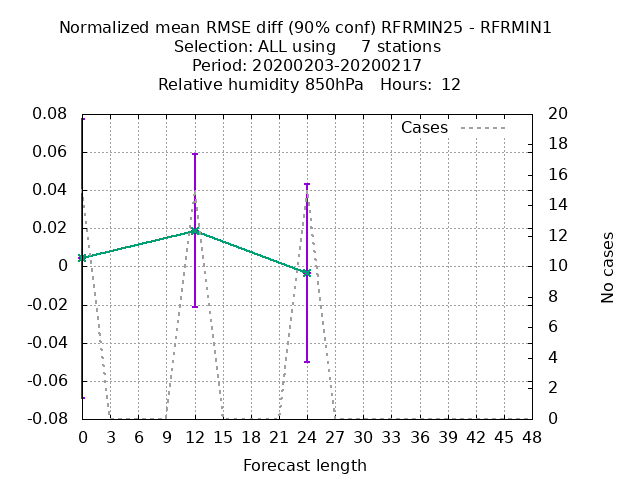 Normalized mean RMSE diff (90% conf) RFRMIN25 - RFRMIN1
Selection: ALL using     7 stations
Period: 20200203-20200217
Relative humidity 850hPa   Hours:  12
Cases
0.08
0.06
0.04
0.02
0
-0.02
-0.04
-0.06
-0.08
20
18
16
14
12
10
8
6
4
2
0
No cases
0 3 6 9 12 15 18 21 24 27 30 33 36 39 42 45 48
Forecast length